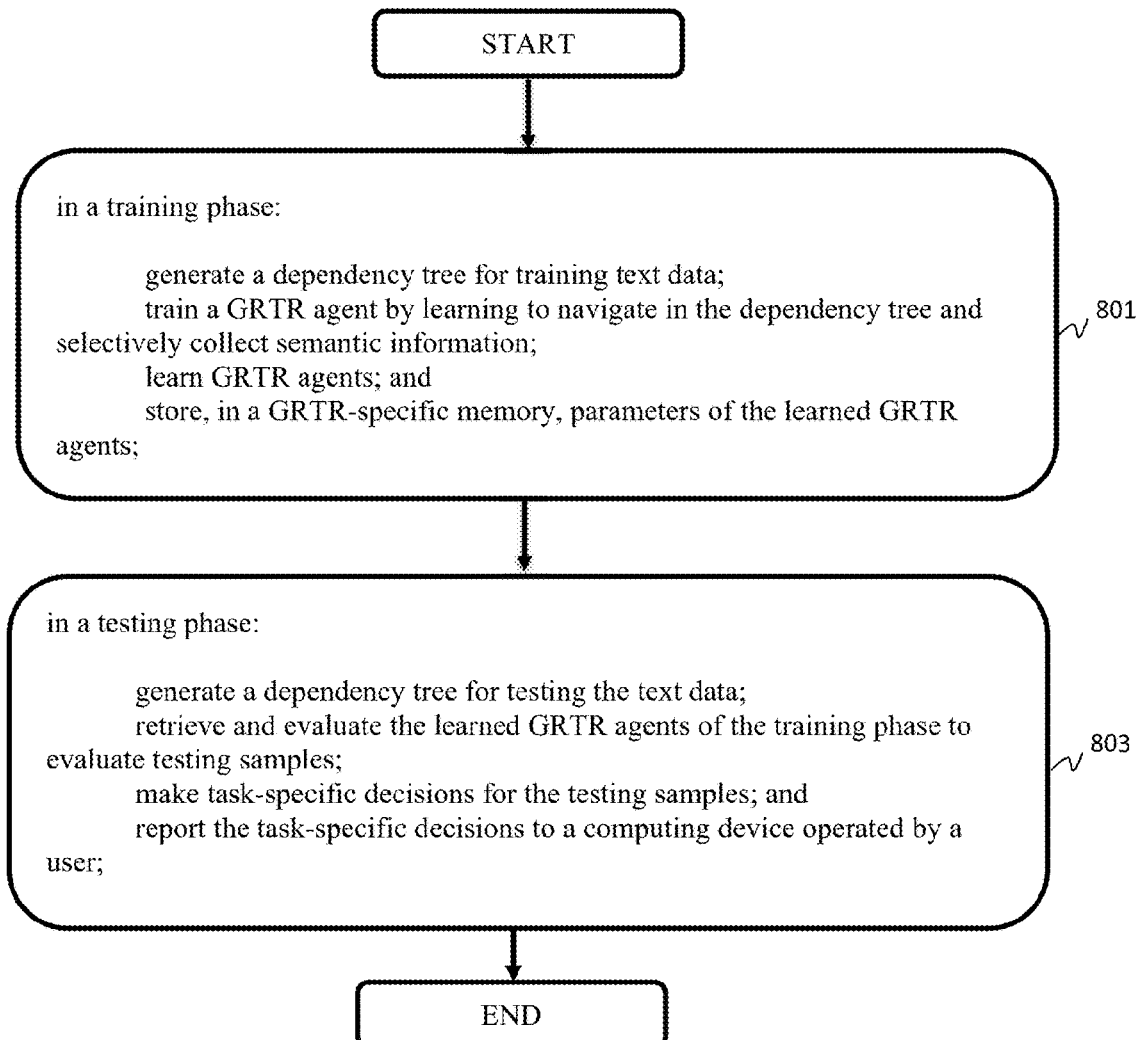 START
in a training phase:
generate a dependency tree for training text data;
train a GRTR agent by learning to navigate in the dependency tree and
selectively collect semantic information;
learn GRTR agents; and
store, in a GRTR-specific memory, parameters of the learned GRTR
agents;
801
in a testing phase:
generate a dependency tree for testing the text data;
retrieve and evaluate the learned GRTR agents of the training phase to
evaluate testing samples;
make task-specific decisions for the testing samples; and
report the task-specific decisions to a computing device operated by a
user;
803
END